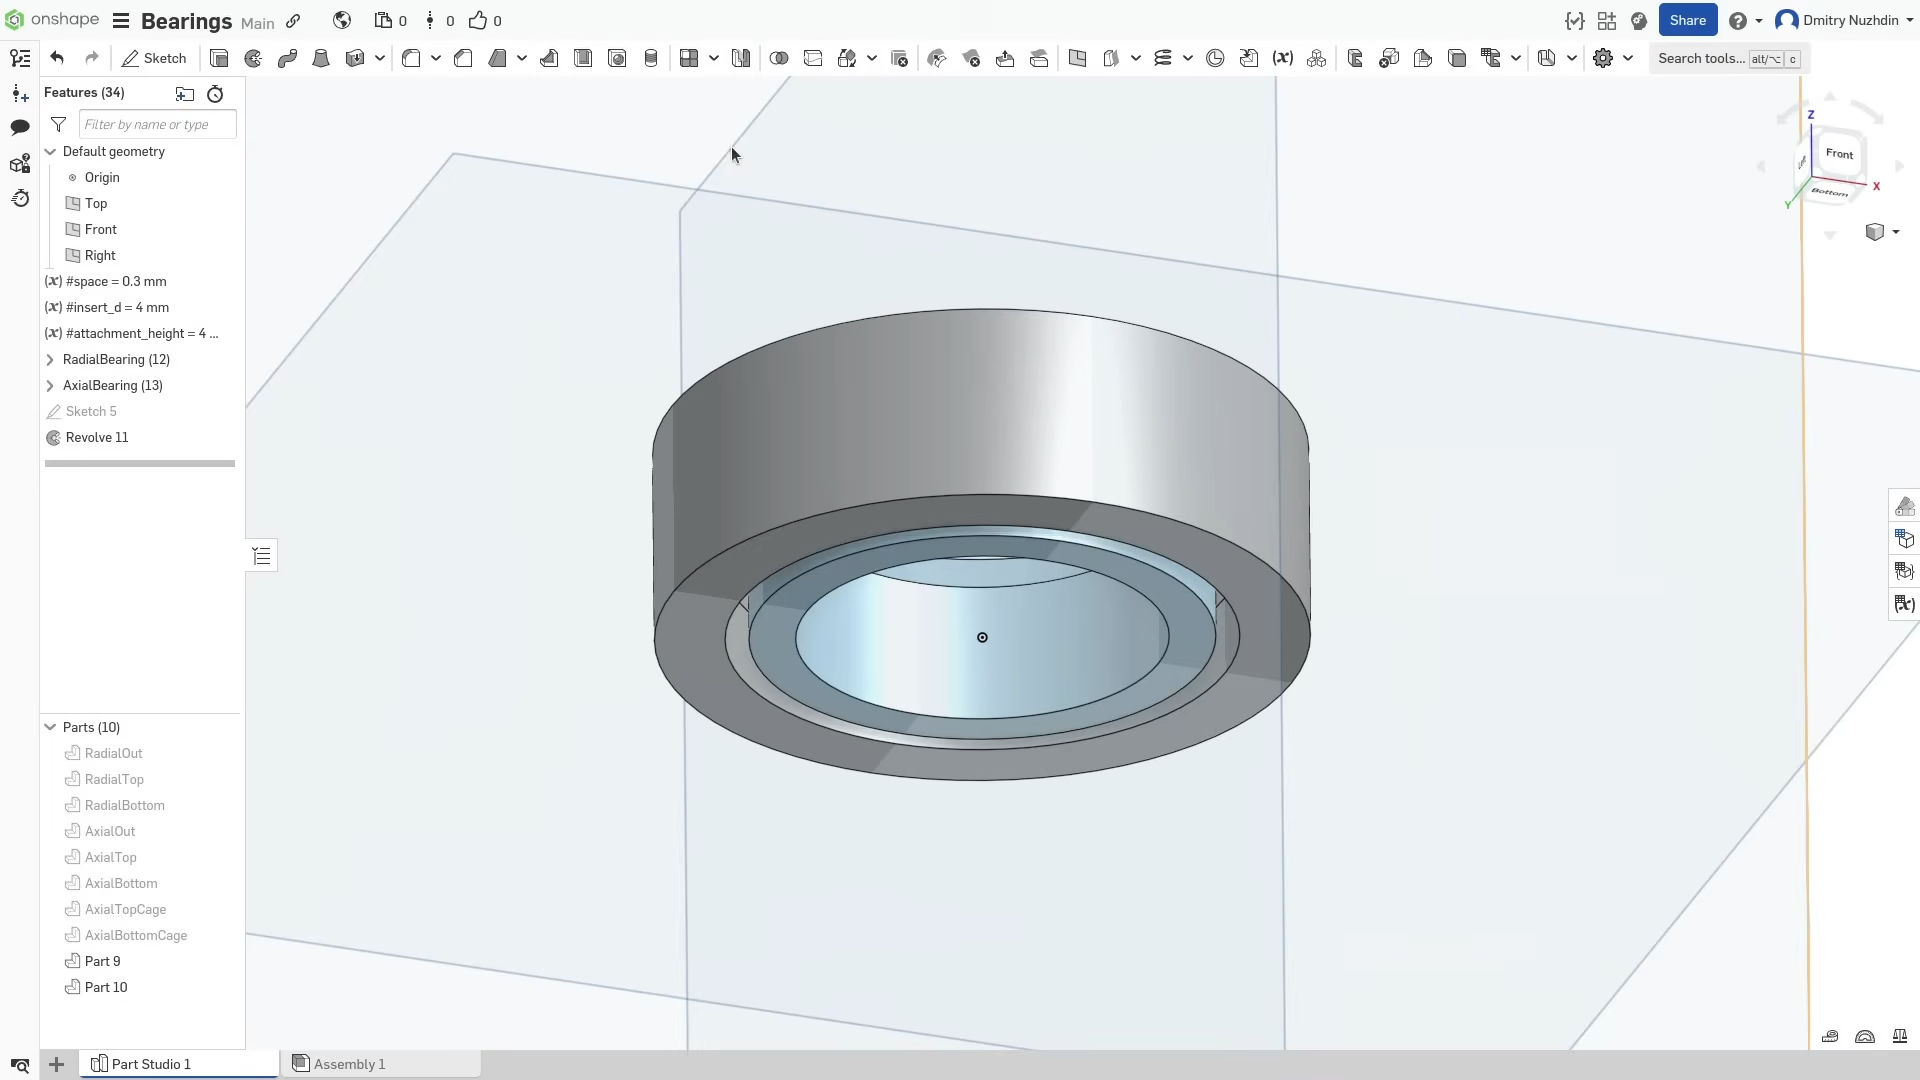 onshape Bearings Main 0 0 0 Share Dmitry Nuzhdin
Sketch Search tools... alt/⌥ c
Features (34)
Filter by name or type
Default geometry
Origin
Top
Front
Right
(x) #space = 0.3 mm
(x) #insert_d = 4 mm
(x) #attachment_height = 4 ...
RadialBearing (12)
AxialBearing (13)
Sketch 5
Revolve 11
Parts (10)
RadialOut
RadialTop
RadialBottom
AxialOut
AxialTop
AxialBottom
AxialTopCage
AxialBottomCage
Part 9
Part 10
Z
Front
X
Bottom
Y
Part Studio 1 Assembly 1